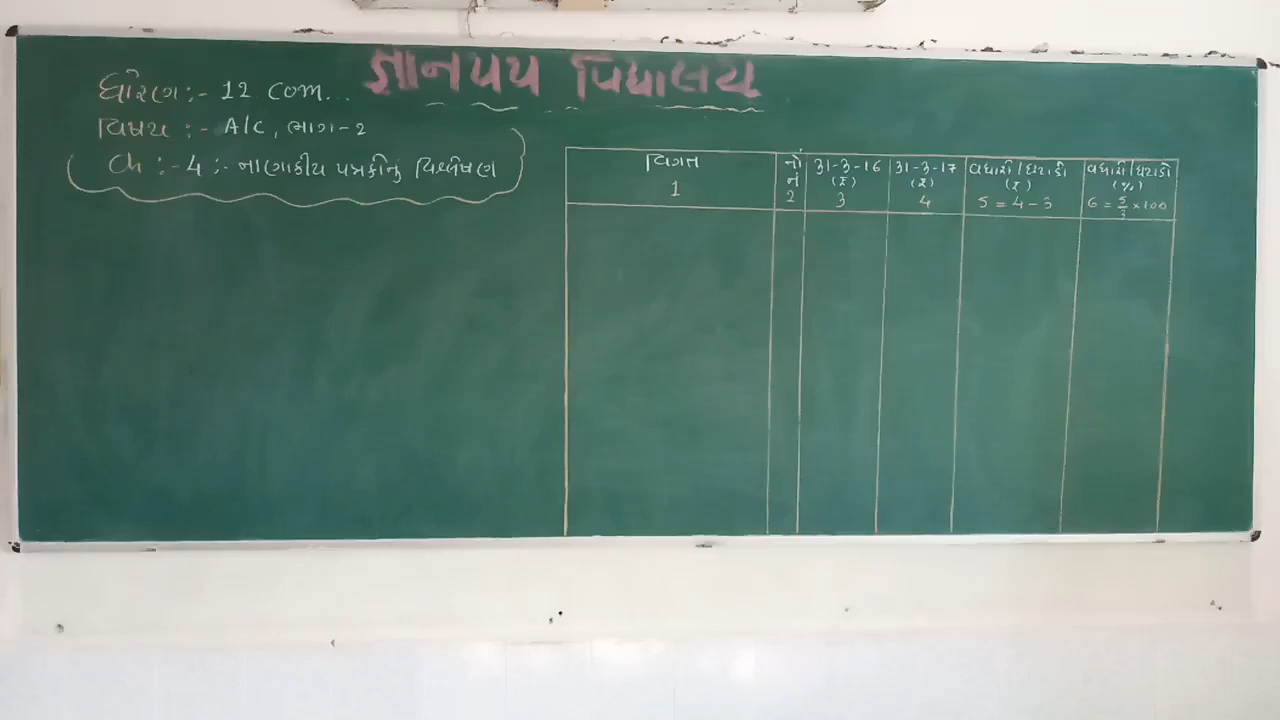 જ્ઞાનપથ વિદ્યાલય
ધોરણ :- 12 com...
વિષય :- A/C, ભાગ-2
Ch :- 4 :- નાણાકીય પત્રકોનું વિશ્લેષણ
વિગત
1
નોં
નં
2
31-3-16
(₹)
3
31-3-17
(₹)
4
વધારો/ઘટાડો
(₹)
5 = 4 - 3
વધારો/ઘટાડો
(%)
6 = 5/3 × 100